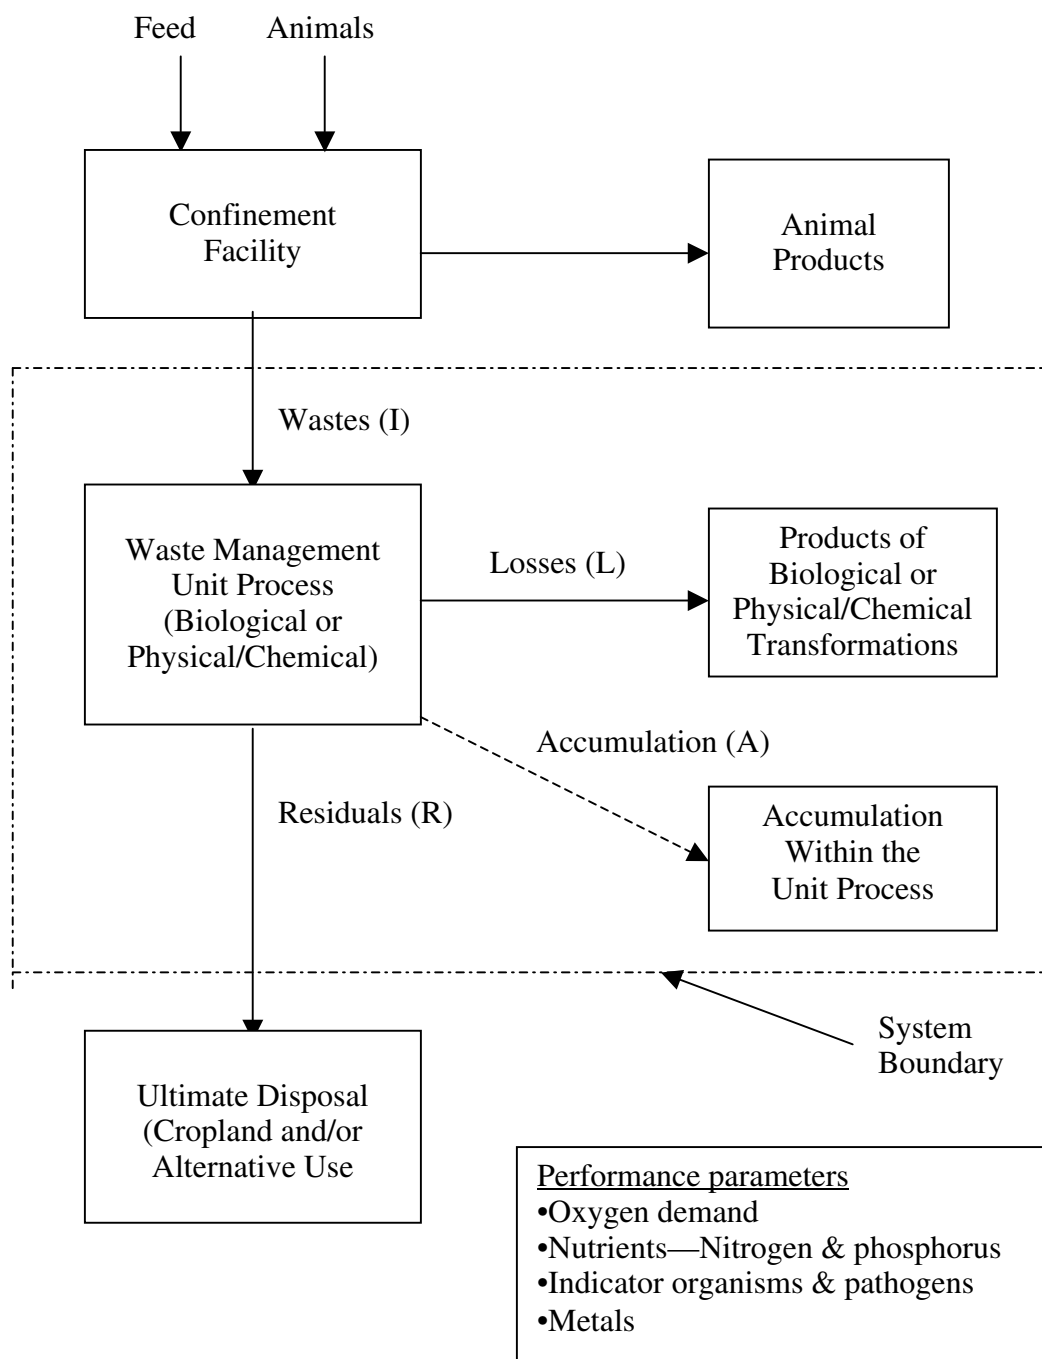 Feed
Animals
Confinement
Facility
Animal
Products
Wastes (I)
Waste Management
Unit Process
(Biological or
Physical/Chemical)
Losses (L)
Products of
Biological or
Physical/Chemical
Transformations
Accumulation (A)
Residuals (R)
Accumulation
Within the
Unit Process
System
Boundary
Ultimate Disposal
(Cropland and/or
Alternative Use
Performance parameters
•Oxygen demand
•Nutrients—Nitrogen & phosphorus
•Indicator organisms & pathogens
•Metals